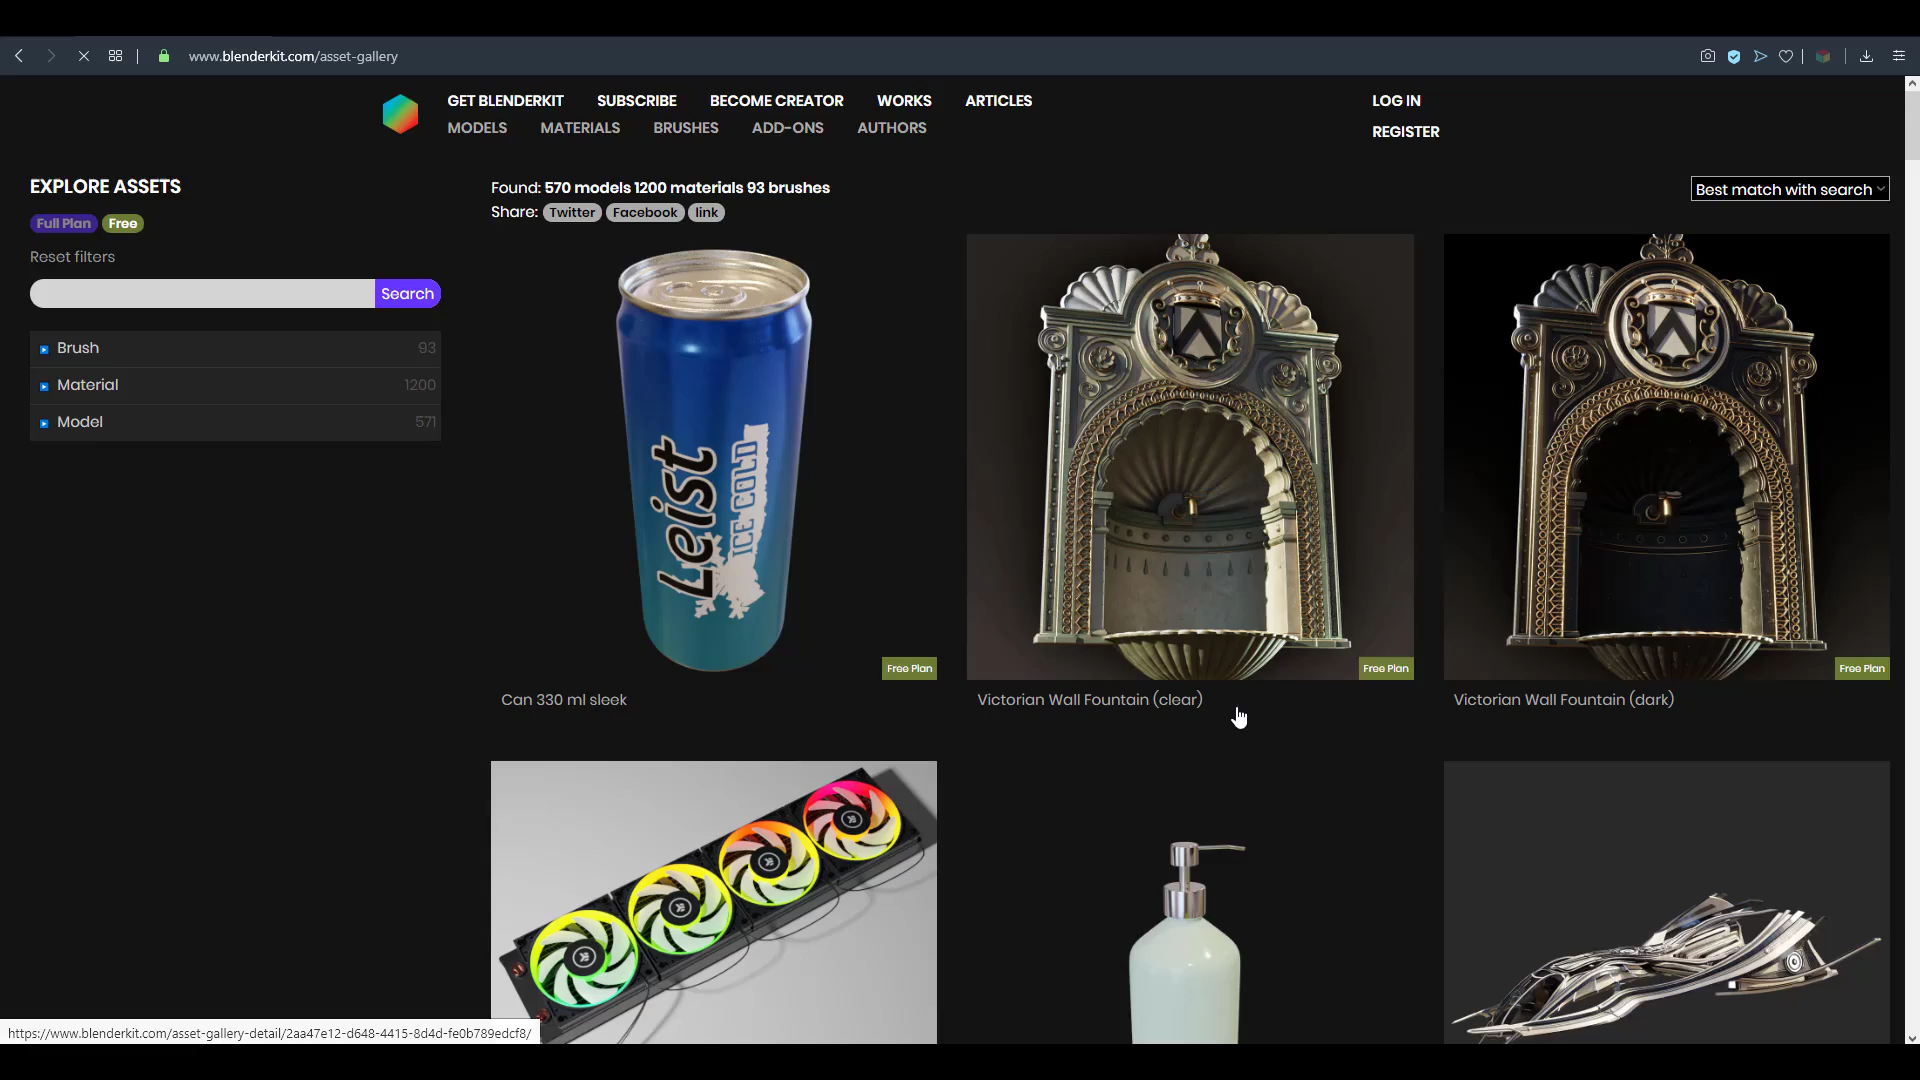 www.blenderkit.com/asset-gallery
GET BLENDERKIT SUBSCRIBE BECOME CREATOR WORKS ARTICLES
MODELS MATERIALS BRUSHES ADD-ONS AUTHORS
LOG IN
REGISTER
EXPLORE ASSETS
Full Plan Free
Reset filters
Search
Brush 93
Material 1200
Model 571
Found: 570 models 1200 materials 93 brushes
Share: Twitter Facebook link
Best match with search
Leist
ICE COLD
Free Plan
Free Plan
Free Plan
Can 330 ml sleek
Victorian Wall Fountain (clear)
Victorian Wall Fountain (dark)
https://www.blenderkit.com/asset-gallery-detail/2aa47e12-d648-4415-8d4d-fe0b789edcf8/